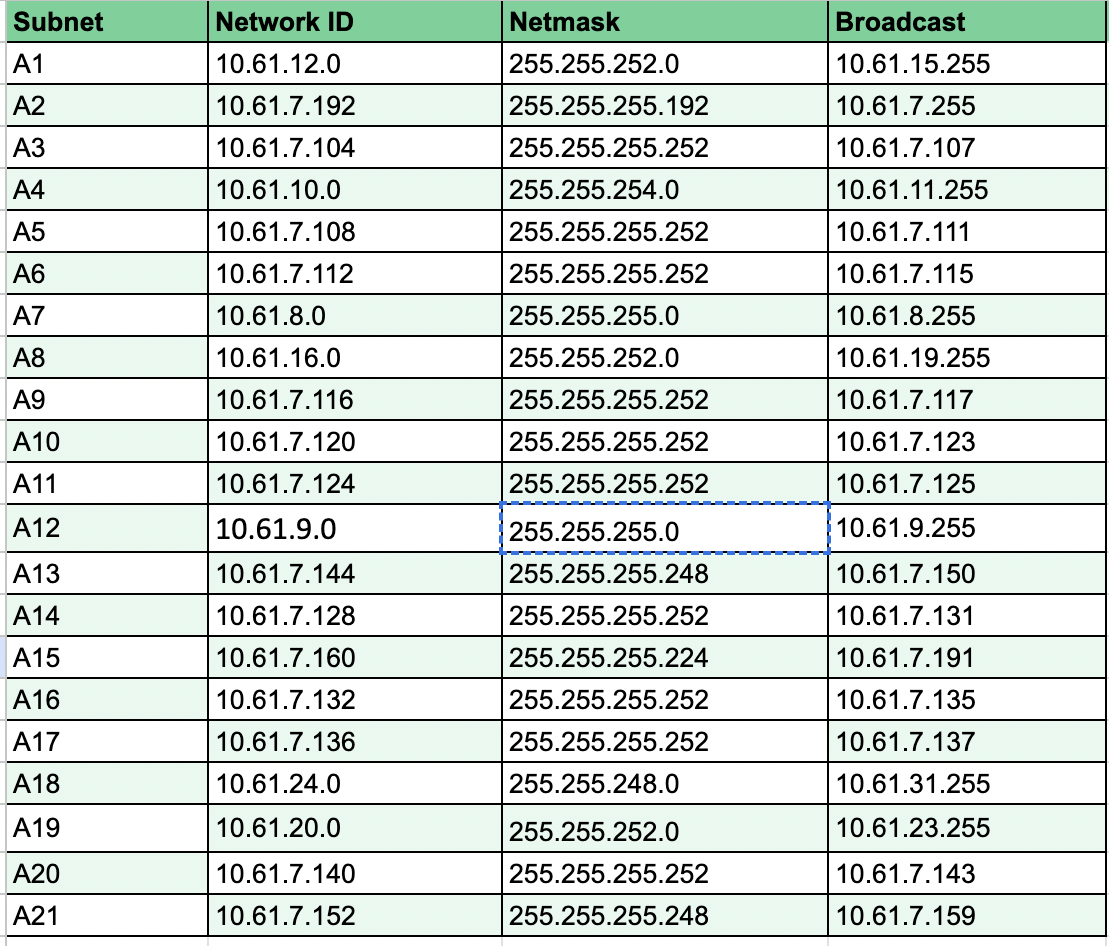 Subnet Network ID Netmask Broadcast
A1 10.61.12.0 255.255.252.0 10.61.15.255
A2 10.61.7.192 255.255.255.192 10.61.7.255
A3 10.61.7.104 255.255.255.252 10.61.7.107
A4 10.61.10.0 255.255.254.0 10.61.11.255
A5 10.61.7.108 255.255.255.252 10.61.7.111
A6 10.61.7.112 255.255.255.252 10.61.7.115
A7 10.61.8.0 255.255.255.0 10.61.8.255
A8 10.61.16.0 255.255.252.0 10.61.19.255
A9 10.61.7.116 255.255.255.252 10.61.7.117
A10 10.61.7.120 255.255.255.252 10.61.7.123
A11 10.61.7.124 255.255.255.252 10.61.7.125
A12 10.61.9.0 255.255.255.0 10.61.9.255
A13 10.61.7.144 255.255.255.248 10.61.7.150
A14 10.61.7.128 255.255.255.252 10.61.7.131
A15 10.61.7.160 255.255.255.224 10.61.7.191
A16 10.61.7.132 255.255.255.252 10.61.7.135
A17 10.61.7.136 255.255.255.252 10.61.7.137
A18 10.61.24.0 255.255.248.0 10.61.31.255
A19 10.61.20.0 255.255.252.0 10.61.23.255
A20 10.61.7.140 255.255.255.252 10.61.7.143
A21 10.61.7.152 255.255.255.248 10.61.7.159